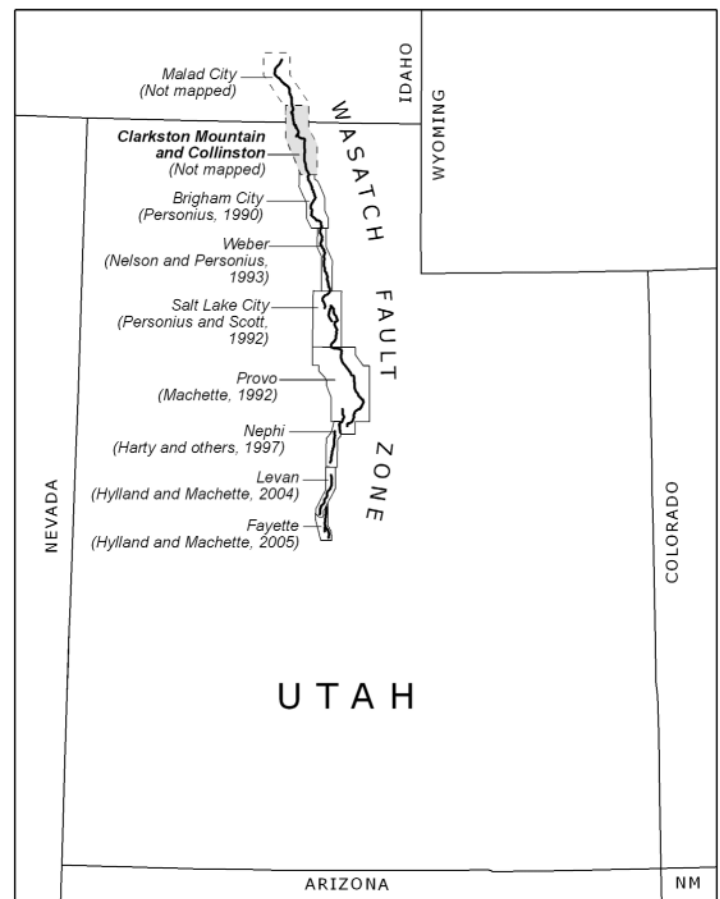 Malad City
(Not mapped)
Clarkston Mountain
and Collinston
(Not mapped)
Brigham City
(Personius, 1990)
Weber
(Nelson and Personius,
1993)
Salt Lake City
(Personius and Scott,
1992)
Provo
(Machette, 1992)
Nephi
(Harty and others, 1997)
Levan
(Hylland and Machette, 2004)
Fayette
(Hylland and Machette, 2005)
WASATCH
FAULT
ZONE
IDAHO
WYOMING
NEVADA
COLORADO
UTAH
ARIZONA
NM